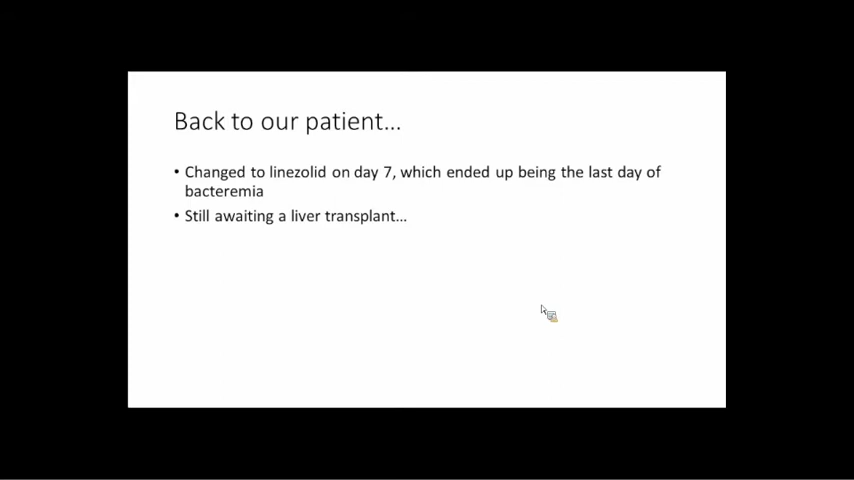 Back to our patient...
• Changed to linezolid on day 7, which ended up being the last day of
bacteremia
• Still awaiting a liver transplant...